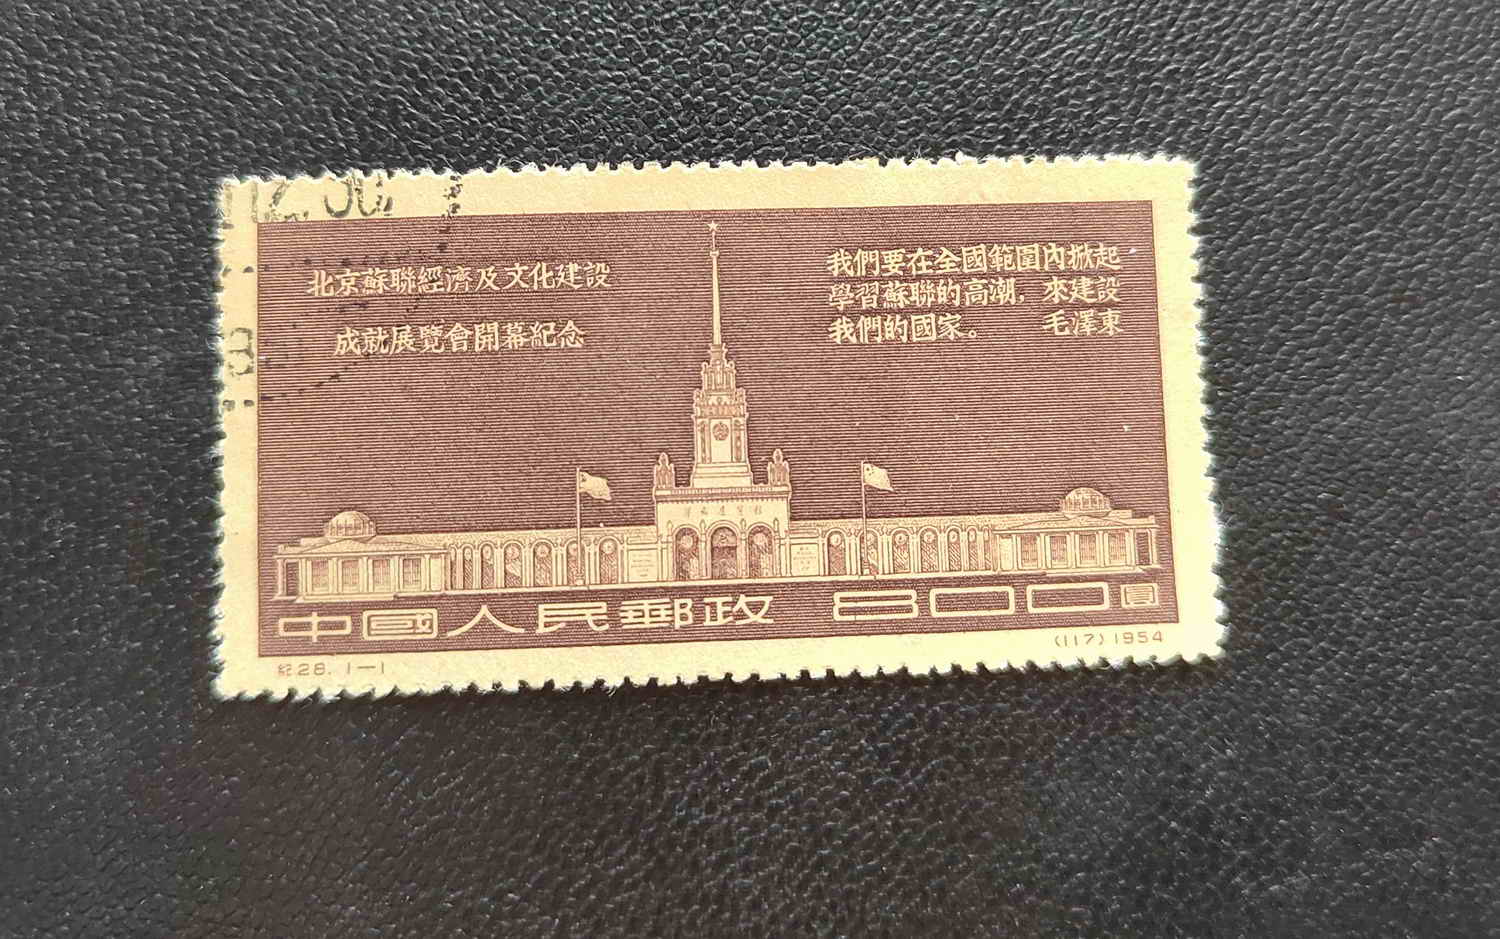 北京蘇聯經濟及文化建設
成就展覽會開幕紀念
我們要在全國範圍內掀起
學習蘇聯的高潮，來建設
我們的國家。 毛澤東
中國人民郵政 800圓
紀28. 1—1
(117) 1954